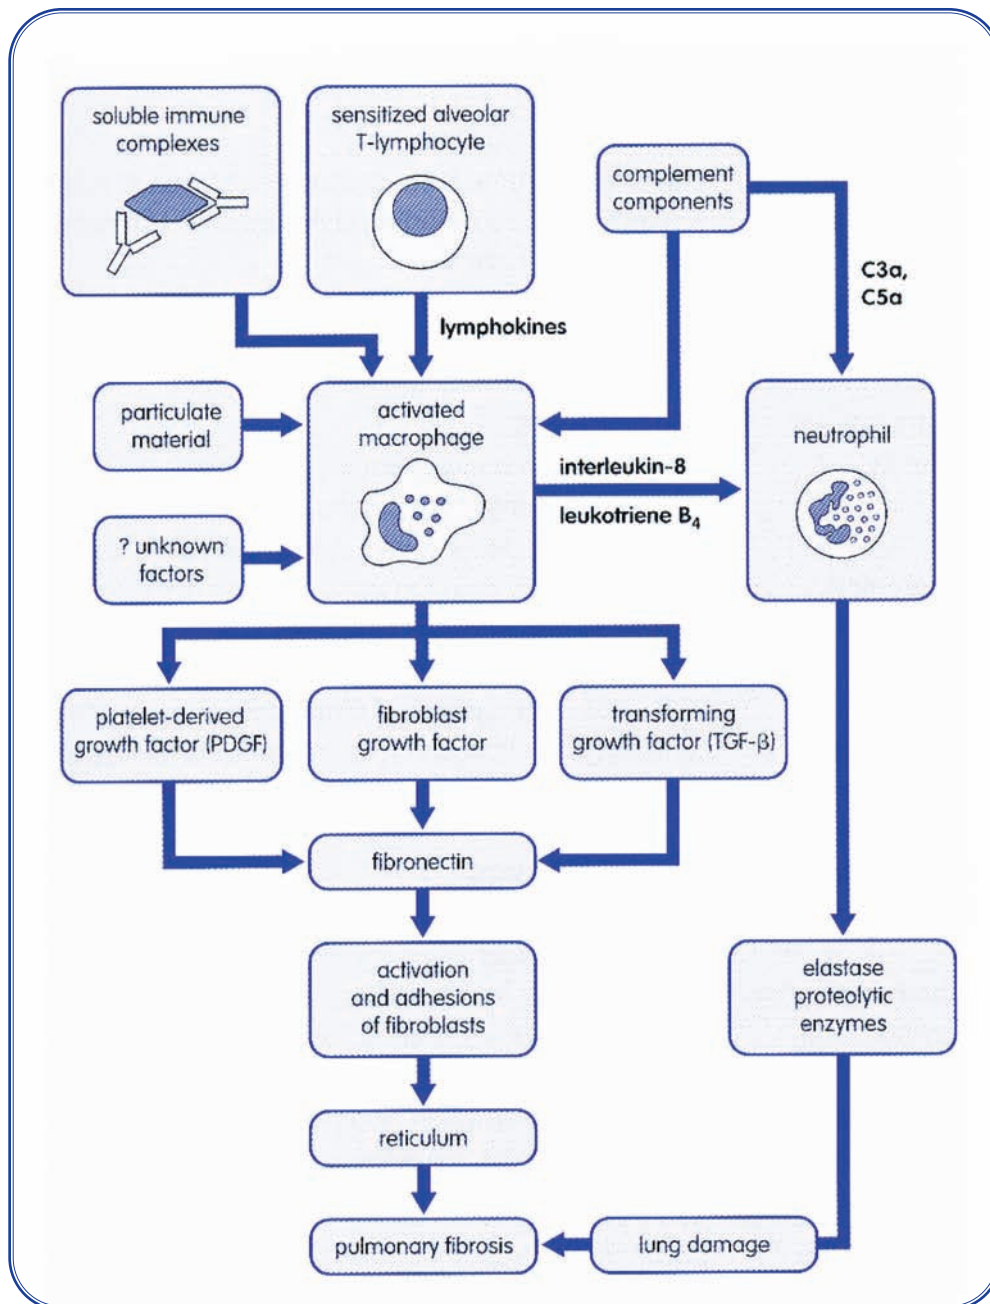 soluble immune
complexes
sensitized alveolar
T-lymphocyte
complement
components
C3a,
C5a
lymphokines
particulate
material
activated
macrophage
neutrophil
interleukin-8
leukotriene B₄
? unknown
factors
platelet-derived
growth factor (PDGF)
fibroblast
growth factor
transforming
growth factor (TGF-β)
fibronectin
activation
and adhesions
of fibroblasts
elastase
proteolytic
enzymes
reticulum
pulmonary fibrosis
lung damage